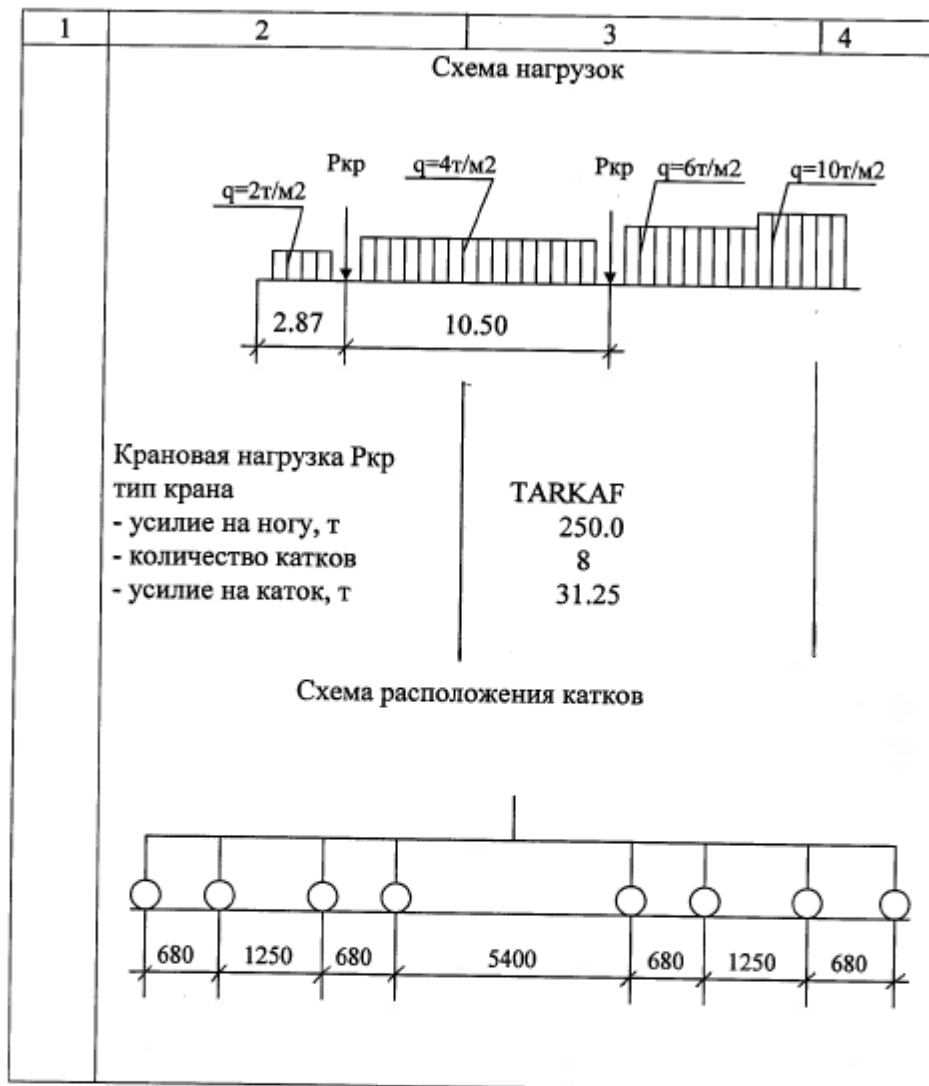 1 2 3 4
Схема нагрузок
Ркр q=4т/м2 Ркр q=6т/м2 q=10т/м2
q=2т/м2
2.87 10.50
Крановая нагрузка Ркр
тип крана TARKAF
- усилие на ногу, т 250.0
- количество катков 8
- усилие на каток, т 31.25
Схема расположения катков
680 1250 680 5400 680 1250 680